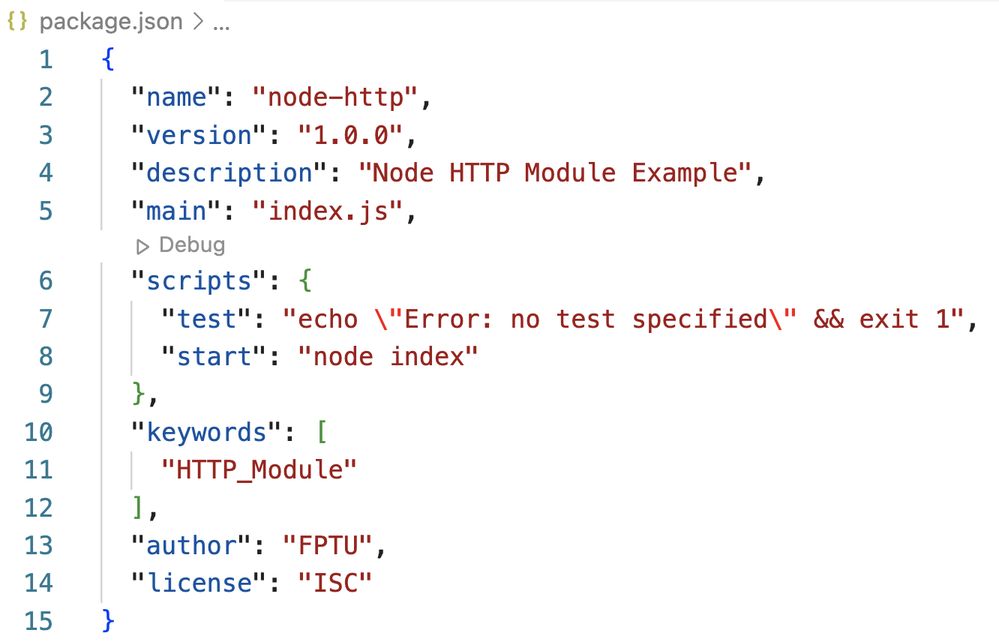 {} package.json > ...
1 {
2 "name": "node-http",
3 "version": "1.0.0",
4 "description": "Node HTTP Module Example",
5 "main": "index.js",
Debug
6 "scripts": {
7 "test": "echo \"Error: no test specified\" && exit 1",
8 "start": "node index"
9 },
10 "keywords": [
11 "HTTP_Module"
12 ],
13 "author": "FPTU",
14 "license": "ISC"
15 }